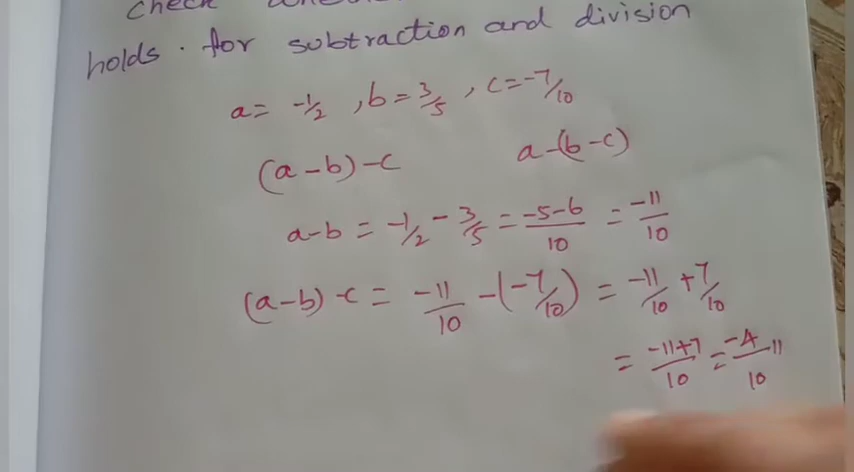 Check
holds. for subtraction and division
a = -1/2 , b = 3/5 , c = -7/10
(a-b)-c a-(b-c)
a-b = -1/2 - 3/5 = -5-6/10 = -11/10
(a-b)-c = -11/10 -(-7/10) = -11/10 + 7/10
= -11+7/10 = -4/10 "